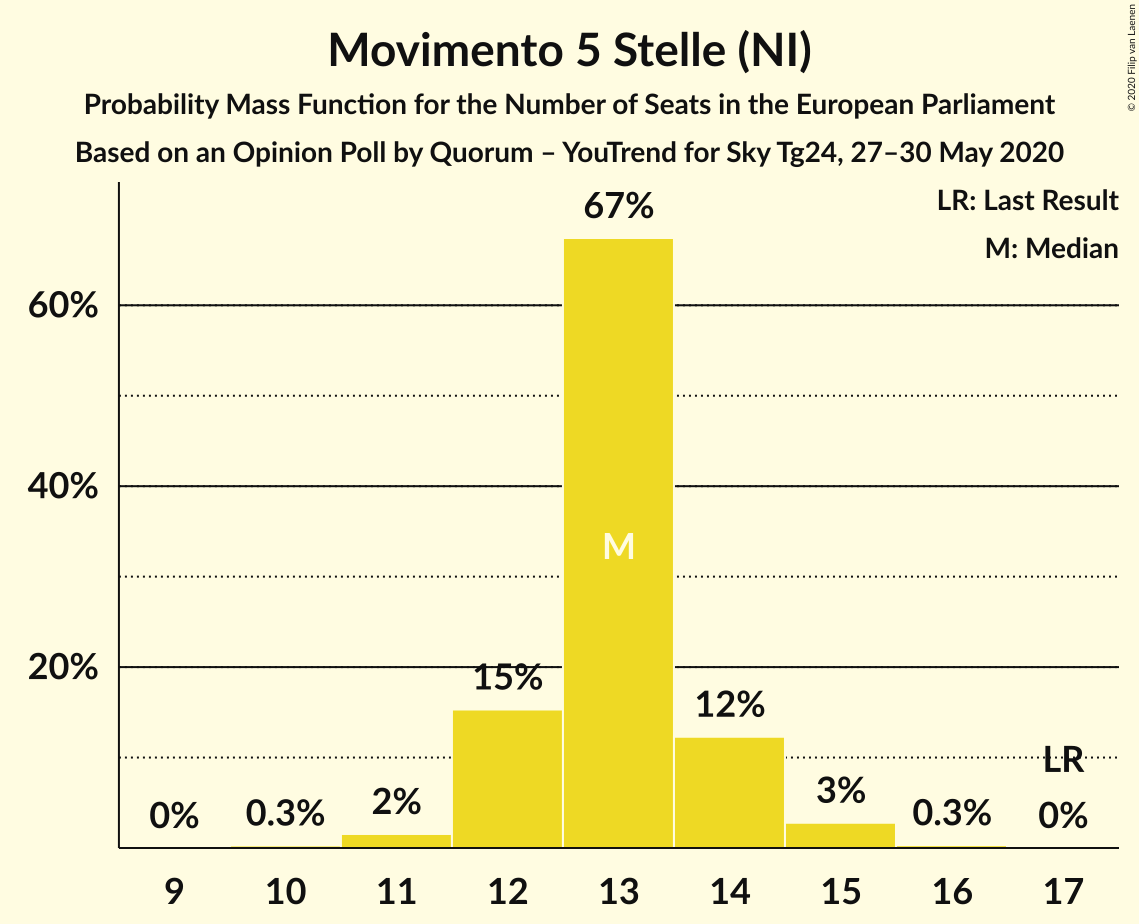 Movimento 5 Stelle (NI)
Probability Mass Function for the Number of Seats in the European Parliament
Based on an Opinion Poll by Quorum – YouTrend for Sky Tg24, 27–30 May 2020
© 2020 Filip van Laenen
LR: Last Result
M: Median
60%
40%
20%
0%
0.3%
2%
15%
67%
M
12%
3%
0.3%
LR
0%
9 10 11 12 13 14 15 16 17